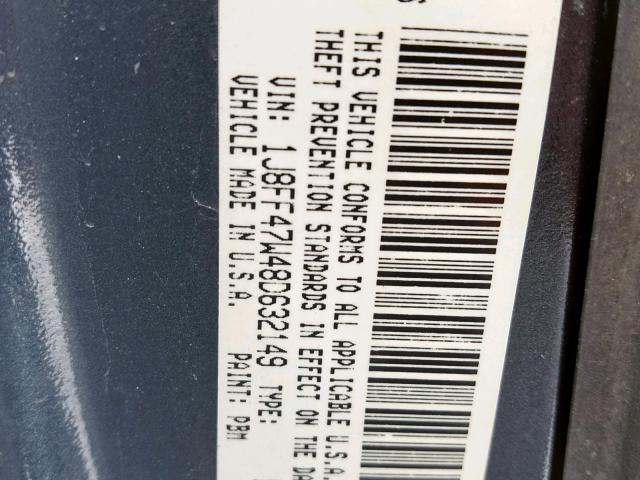 THIS VEHICLE CONFORMS TO ALL APPLICABLE U.S.A.
THEFT PREVENTION STANDARDS IN EFFECT ON THE DA
VIN: 1J8FF47W48D632149 TYPE:
VEHICLE MADE IN U.S.A. PAINT: PBM